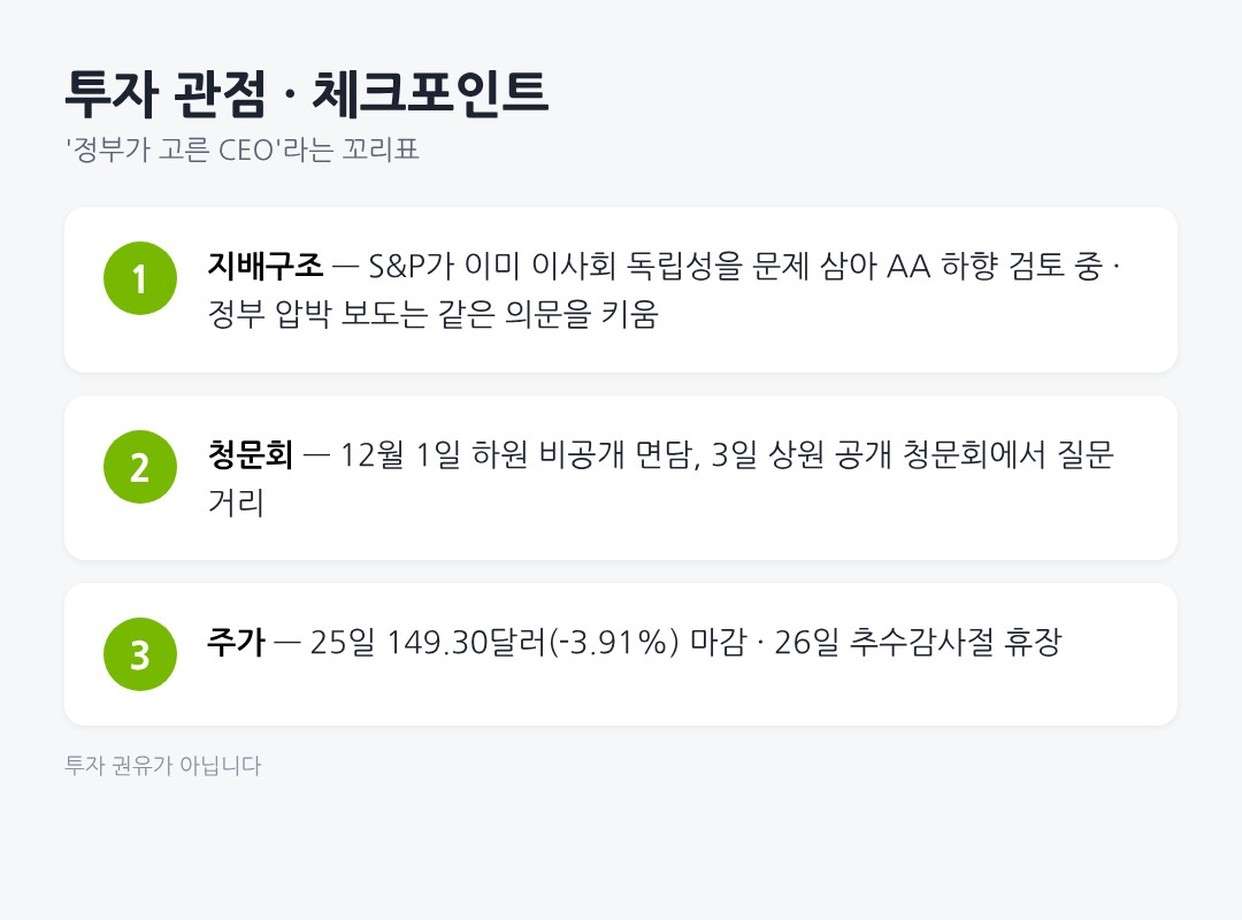 투자 관점 · 체크포인트
'정부가 고른 CEO'라는 꼬리표
1
지배구조 — S&P가 이미 이사회 독립성을 문제 삼아 AA 하향 검토 중 ·
정부 압박 보도는 같은 의문을 키움
2
청문회 — 12월 1일 하원 비공개 면담, 3일 상원 공개 청문회에서 질문
거리
3
주가 — 25일 149.30달러(-3.91%) 마감 · 26일 추수감사절 휴장
투자 권유가 아닙니다